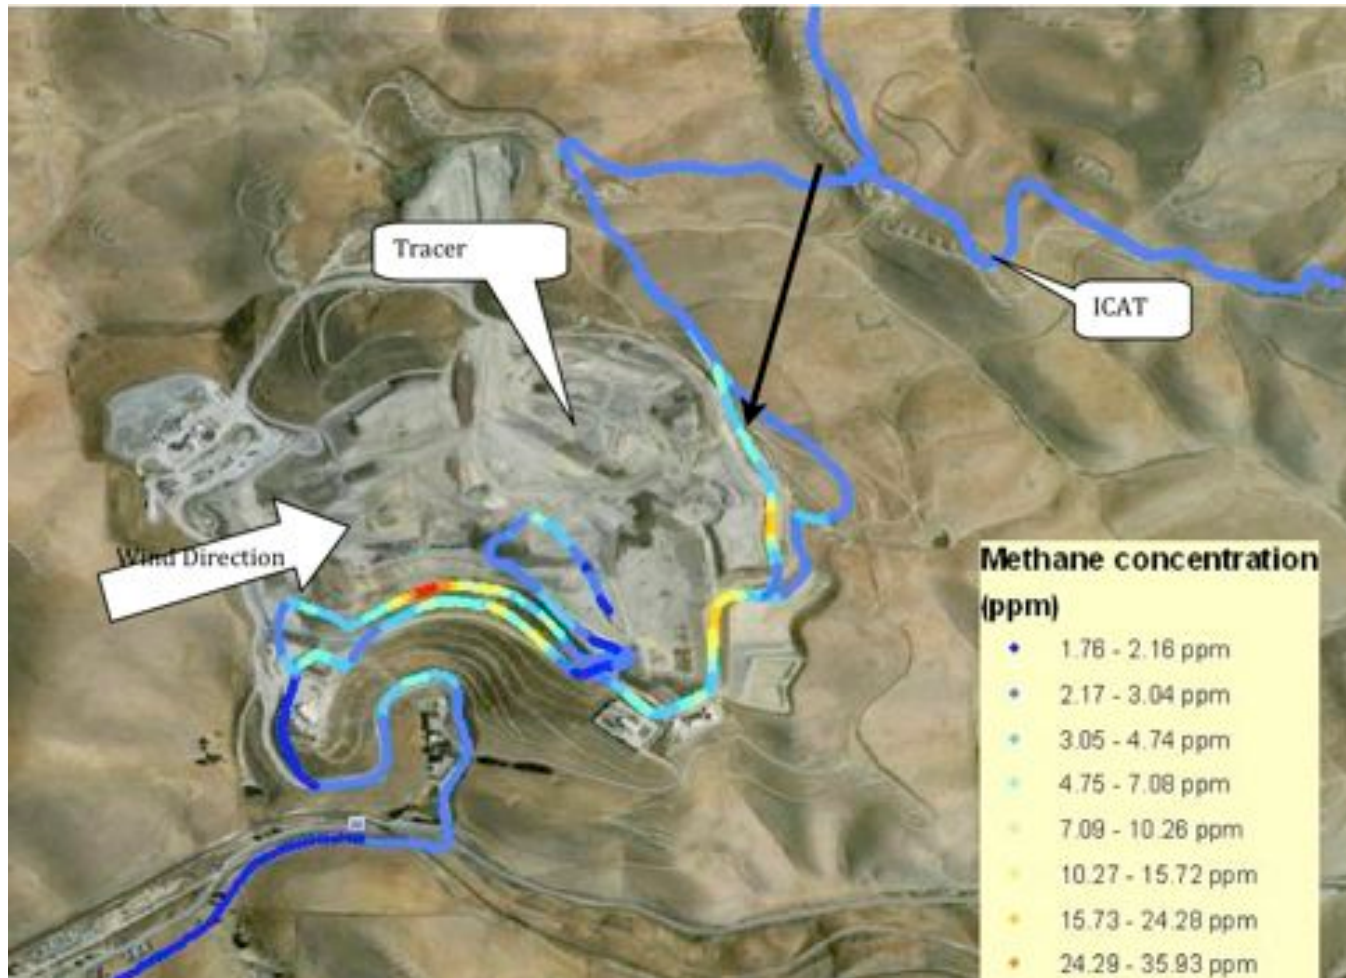 Tracer
ICAT
Wind Direction
Methane concentration
(ppm)
1.76 - 2.16 ppm
2.17 - 3.04 ppm
3.05 - 4.74 ppm
4.75 - 7.08 ppm
7.09 - 10.26 ppm
10.27 - 15.72 ppm
15.73 - 24.28 ppm
24.29 - 35.93 ppm